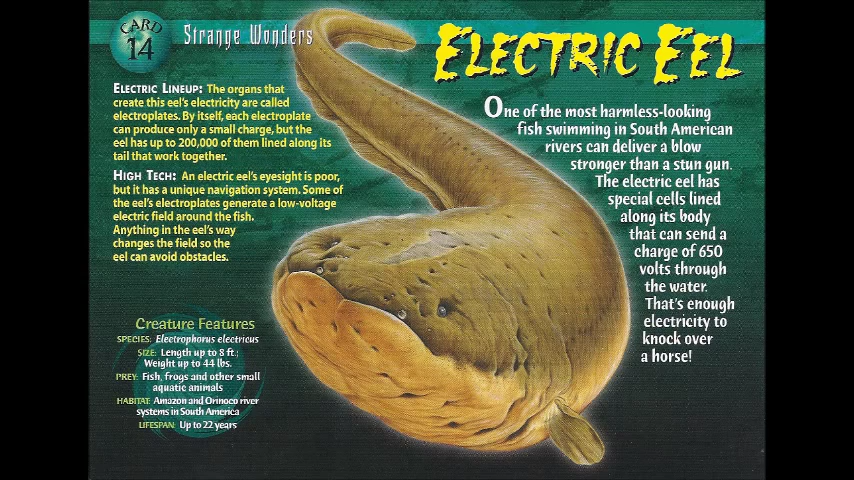 CARD
14
Strange Wonders
ELECTRIC EEL
ELECTRIC LINEUP: The organs that
create this eel's electricity are called
electroplates. By itself, each electroplate
can produce only a small charge, but the
eel has up to 200,000 of them lined along its
tail that work together.
HIGH TECH: An electric eel's eyesight is poor,
but it has a unique navigation system. Some of
the eel's electroplates generate a low-voltage
electric field around the fish.
Anything in the eel's way
changes the field so the
eel can avoid obstacles.
One of the most harmless-looking
fish swimming in South American
rivers can deliver a blow
stronger than a stun gun.
The electric eel has
special cells lined
along its body
that can send a
charge of 650
volts through
the water.
That's enough
electricity to
knock over
a horse!
Creature Features
SPECIES: Electrophorus electricus
SIZE: Length up to 8 ft.;
Weight up to 44 lbs.
PREY: Fish, frogs and other small
aquatic animals
HABITAT: Amazon and Orinoco river
systems in South America
LIFESPAN: Up to 22 years